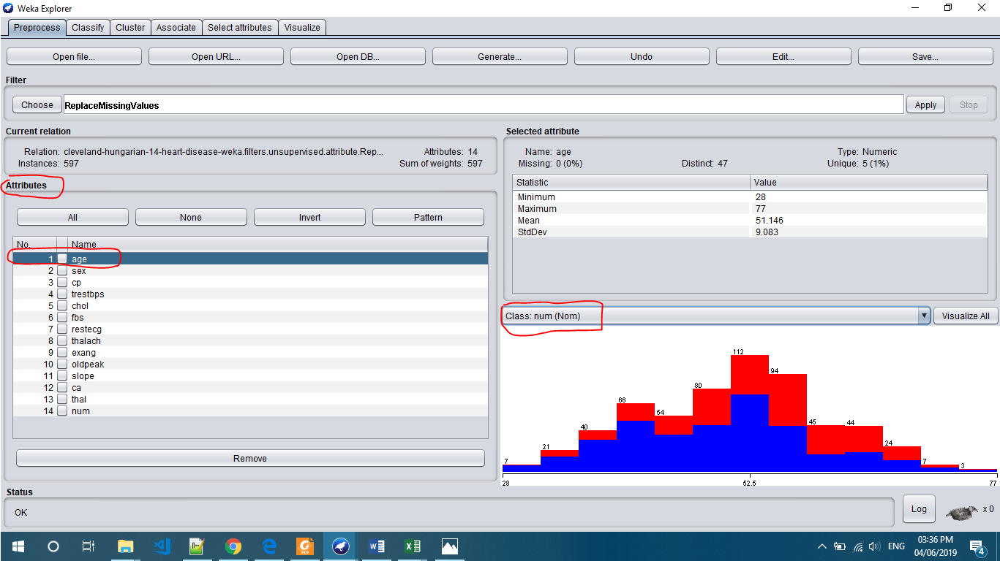 Weka Explorer
Preprocess Classify Cluster Associate Select attributes Visualize
Open file... Open URL... Open DB... Generate... Undo Edit... Save...
Filter
Choose ReplaceMissingValues Apply Stop
Current relation
Relation: cleveland-hungarian-14-heart-disease-weka.filters.unsupervised.attribute.Rep... Attributes: 14
Instances: 597 Sum of weights: 597
Attributes
All None Invert Pattern
No. Name
1 age
2 sex
3 cp
4 trestbps
5 chol
6 fbs
7 restecg
8 thalach
9 exang
10 oldpeak
11 slope
12 ca
13 thal
14 num
Remove
Selected attribute
Name: age Type: Numeric
Missing: 0 (0%) Distinct: 47 Unique: 5 (1%)
Statistic Value
Minimum 28
Maximum 77
Mean 51.146
StdDev 9.083
Class: num (Nom) Visualize All
7 21 40 66 54 80 112 94 45 44 24 7 3
28 52.5 77
Status
OK Log x 0
ENG 03:36 PM
04/06/2019 4